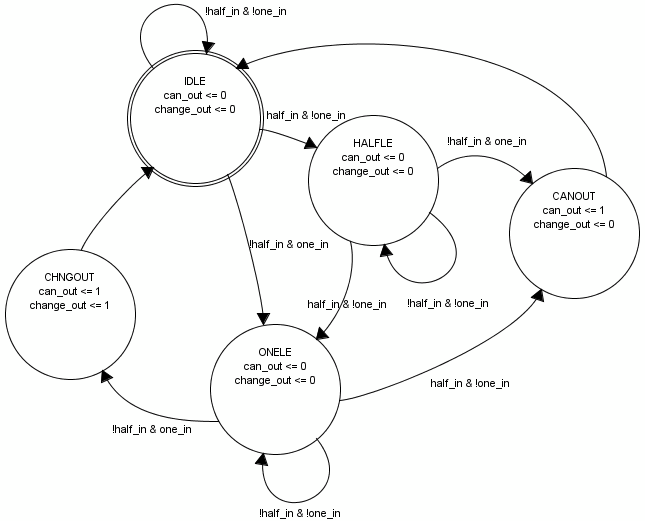 !half_in & !one_in
IDLE
can_out <= 0
change_out <= 0
half_in & !one_in
HALFLE
can_out <= 0
change_out <= 0
!half_in & one_in
CANOUT
can_out <= 1
change_out <= 0
!half_in & one_in
CHNGOUT
can_out <= 1
change_out <= 1
half_in & !one_in
!half_in & !one_in
ONELE
can_out <= 0
change_out <= 0
half_in & !one_in
!half_in & one_in
!half_in & !one_in